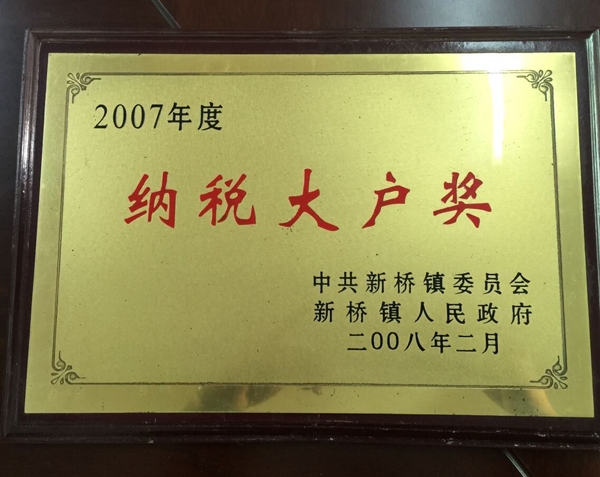 2007年度
纳税大户奖
中共新桥镇委员会
新桥镇人民政府
二00八年二月